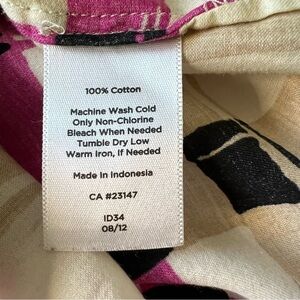 100% Cotton
Machine Wash Cold
Only Non-Chlorine
Bleach When Needed
Tumble Dry Low
Warm Iron, If Needed
Made in Indonesia
CA #23147
ID34
08/12